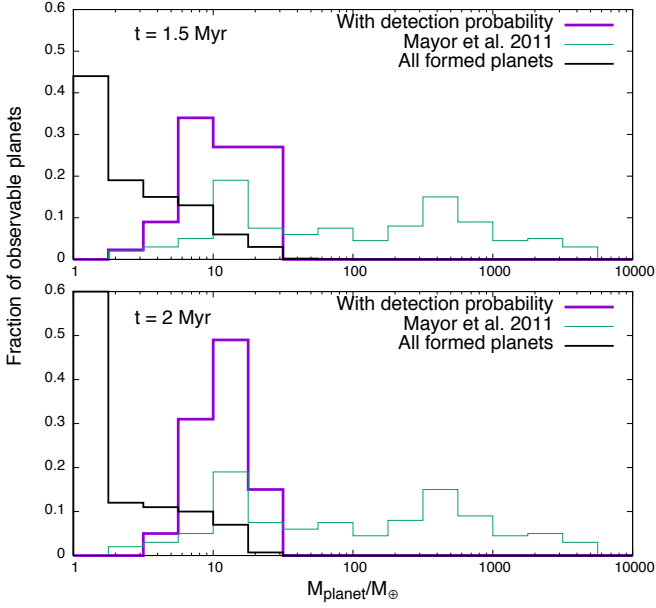 0.6
0.5
0.4
0.3
0.2
0.1
0
t = 1.5 Myr
With detection probability
Mayor et al. 2011
All formed planets
1 10 100 1000 10000
Fraction of observable planets
0.6
0.5
0.4
0.3
0.2
0.1
0
t = 2 Myr
With detection probability
Mayor et al. 2011
All formed planets
1 10 100 1000 10000
M_planet/M_⊕